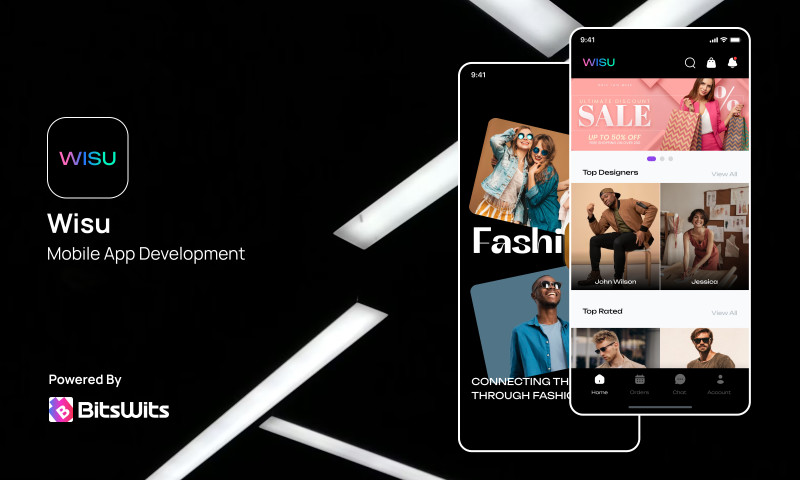 WISU
Wisu
Mobile App Development
Powered By
BitsWits
9:41
Fashi
CONNECTING TH
THROUGH FASHIO
9:41
WISU
ULTIMATE DISCOUNT
SALE
%
UP TO 50% OFF
Top Designers
View All
John Wilson
Jessica
Top Rated
View All
Home
Orders
Chat
Account